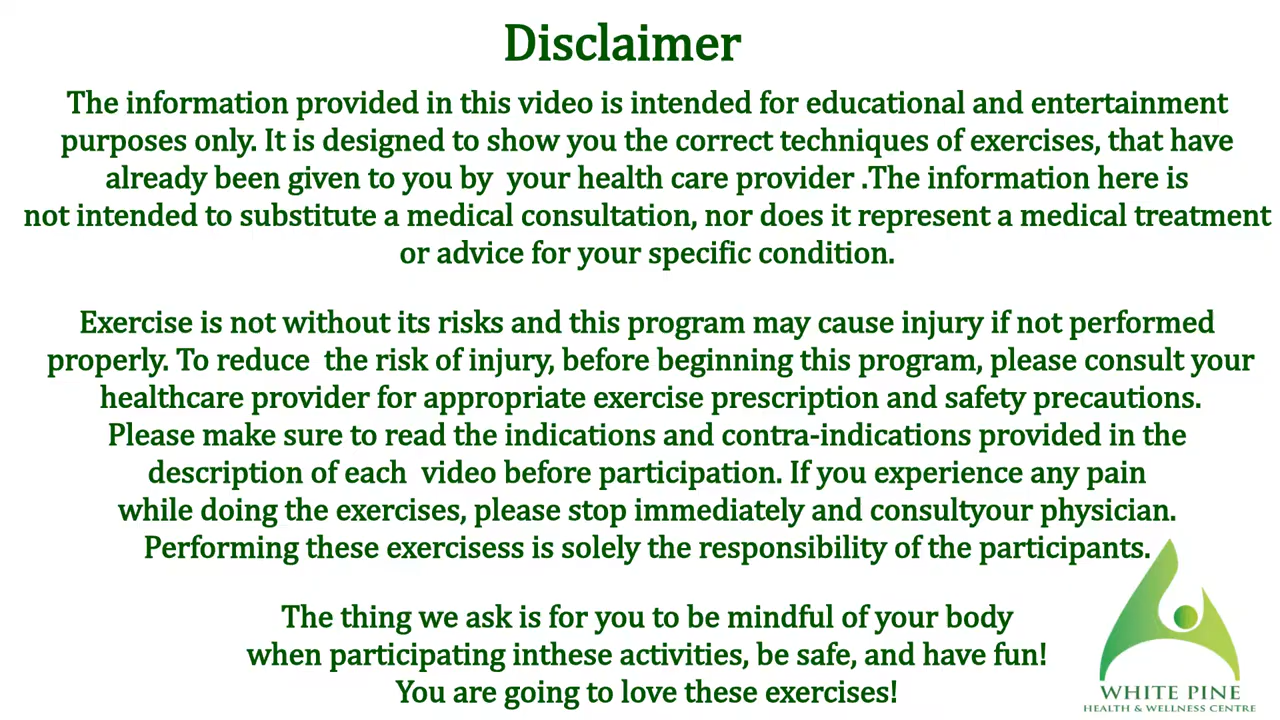 Disclaimer
The information provided in this video is intended for educational and entertainment
purposes only. It is designed to show you the correct techniques of exercises, that have
already been given to you by  your health care provider .The information here is
not intended to substitute a medical consultation, nor does it represent a medical treatment
or advice for your specific condition.
Exercise is not without its risks and this program may cause injury if not performed
properly. To reduce  the risk of injury, before beginning this program, please consult your
healthcare provider for appropriate exercise prescription and safety precautions.
Please make sure to read the indications and contra-indications provided in the
description of each  video before participation. If you experience any pain
while doing the exercises, please stop immediately and consultyour physician.
Performing these exercisess is solely the responsibility of the participants.
The thing we ask is for you to be mindful of your body
when participating inthese activities, be safe, and have fun!
You are going to love these exercises!
WHITE PINE
HEALTH & WELLNESS CENTRE